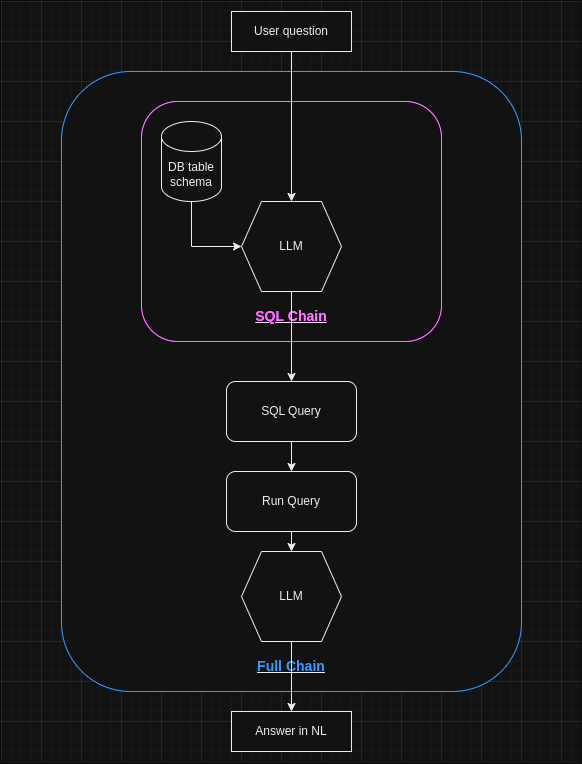 User question
DB table
schema
LLM
SQL Chain
SQL Query
Run Query
LLM
Full Chain
Answer in NL